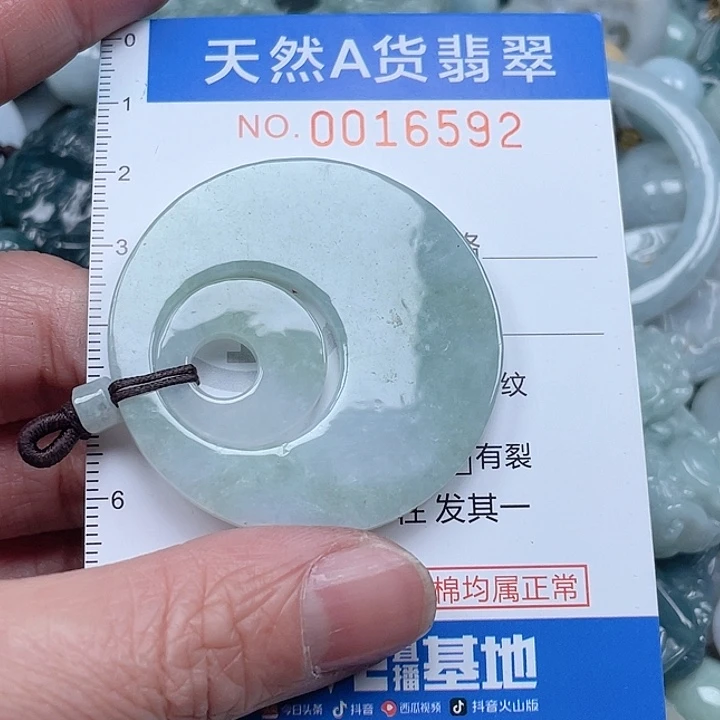 0
天然A货翡翠
1
NO.0016592
2
3
纹
有裂
6
发其一
棉均属正常
播基地
今日头条 抖音 西瓜视频 抖音火山版